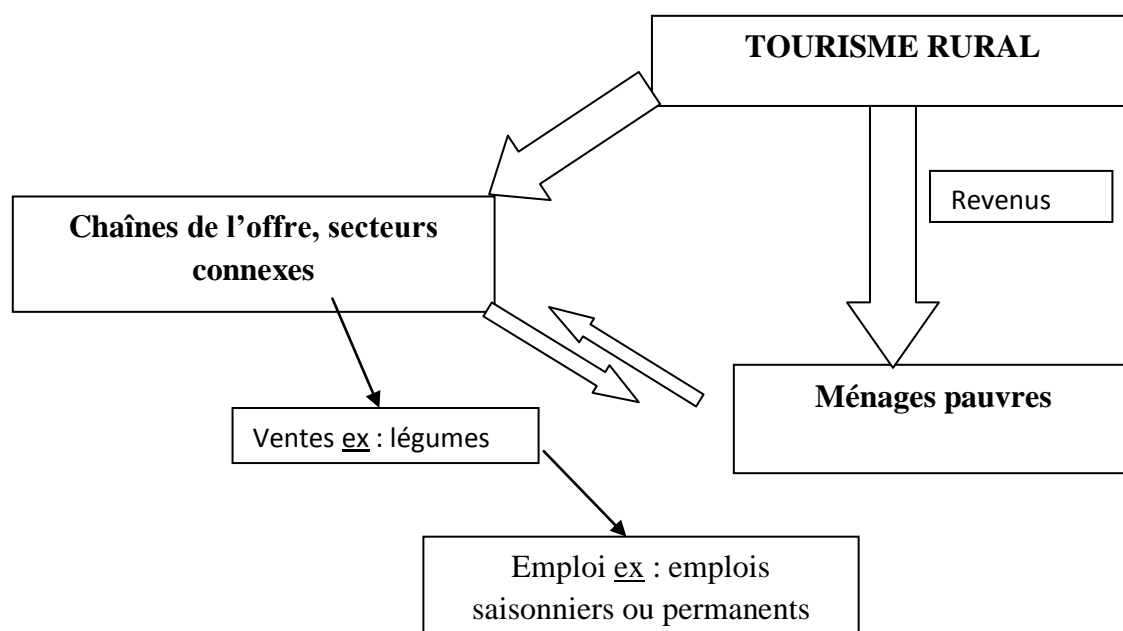 TOURISME RURAL
Revenus
Chaînes de l’offre, secteurs
connexes
Ménages pauvres
Ventes ex : légumes
Emploi ex : emplois
saisonniers ou permanents